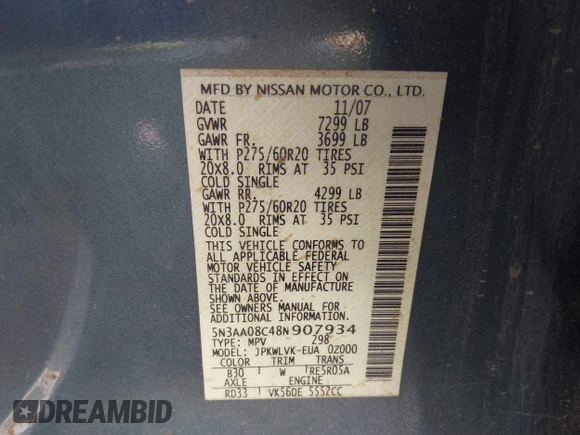 MFD BY NISSAN MOTOR CO., LTD.
DATE 11/07
GVWR 7299 LB
GAWR FR. 3699 LB
WITH P275/60R20 TIRES
20X8.0 RIMS AT 35 PSI
COLD SINGLE
GAWR RR. 4299 LB
WITH P275/60R20 TIRES
20X8.0 RIMS AT 35 PSI
COLD SINGLE
THIS VEHICLE CONFORMS TO
ALL APPLICABLE FEDERAL
MOTOR VEHICLE SAFETY
STANDARDS IN EFFECT ON
THE DATE OF MANUFACTURE
SHOWN ABOVE.
SEE OWNERS MANUAL FOR
ADDITIONAL INFORMATION.
5N3AA08C48N907934
TYPE: MPV 298
MODEL: JPKWLVK-EUA 0Z000
COLOR TRIM TRANS
B30 W RE5R05A
AXLE ENGINE
RD33 VK56DE 5552CC
DREAMBID